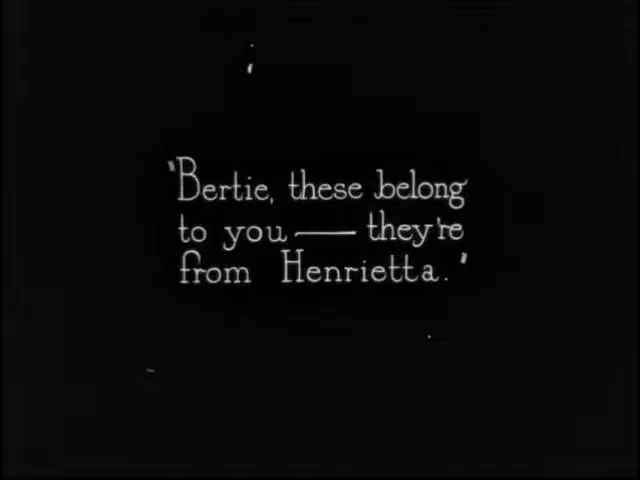 "Bertie, these belong
to you — they're
from Henrietta."